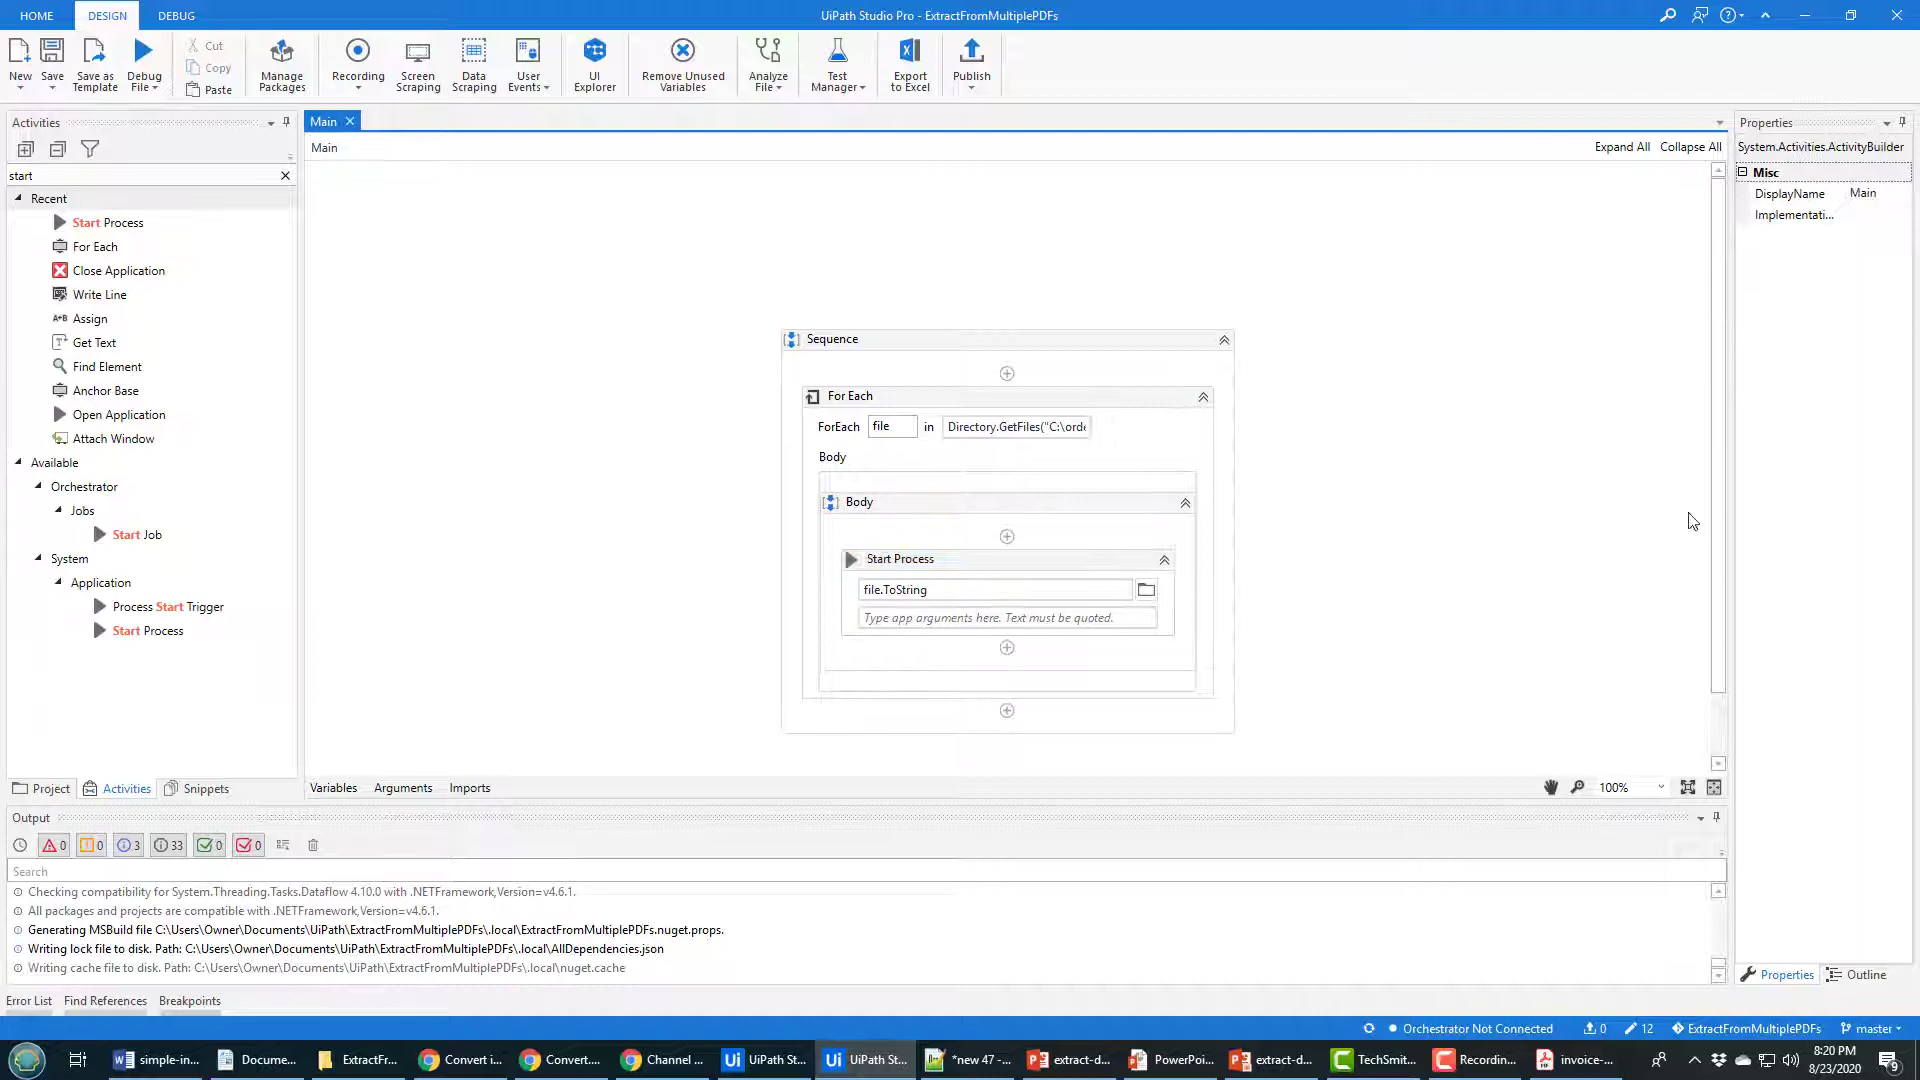 HOME
DESIGN
DEBUG
UiPath Studio Pro - ExtractFromMultiplePDFs
New
Save
Save as Template
Debug File
Cut
Copy
Paste
Manage Packages
Recording
Screen Scraping
Data Scraping
User Events
UI Explorer
Remove Unused Variables
Analyze File
Test Manager
Export to Excel
Publish
Activities
start
Recent
Start Process
For Each
Close Application
Write Line
A+B Assign
Get Text
Find Element
Anchor Base
Open Application
Attach Window
Available
Orchestrator
Jobs
Start Job
System
Application
Process Start Trigger
Start Process
Project
Activities
Snippets
Main
Main
Expand All
Collapse All
Sequence
For Each
ForEach file in Directory.GetFiles("C:\orde
Body
Body
Start Process
file.ToString
Type app arguments here. Text must be quoted.
Variables
Arguments
Imports
100%
Properties
System.Activities.ActivityBuilder
Misc
DisplayName Main
Implementati...
Properties
Outline
Output
0
0
3
33
0
0
Search
Checking compatibility for System.Threading.Tasks.Dataflow 4.10.0 with .NETFramework,Version=v4.6.1.
All packages and projects are compatible with .NETFramework,Version=v4.6.1.
Generating MSBuild file C:\Users\Owner\Documents\UiPath\ExtractFromMultiplePDFs\.local\ExtractFromMultiplePDFs.nuget.props.
Writing lock file to disk. Path: C:\Users\Owner\Documents\UiPath\ExtractFromMultiplePDFs\.local\AllDependencies.json
Writing cache file to disk. Path: C:\Users\Owner\Documents\UiPath\ExtractFromMultiplePDFs\.local\nuget.cache
Error List
Find References
Breakpoints
Orchestrator Not Connected
0
12
ExtractFromMultiplePDFs
master
simple-in...
Docume...
ExtractFr...
Convert i...
Convert....
Channel ...
UiPath St...
UiPath St...
*new 47 -...
extract-d...
PowerPoi...
extract-d...
TechSmit...
Recordin...
invoice-...
8:20 PM
8/23/2020
9